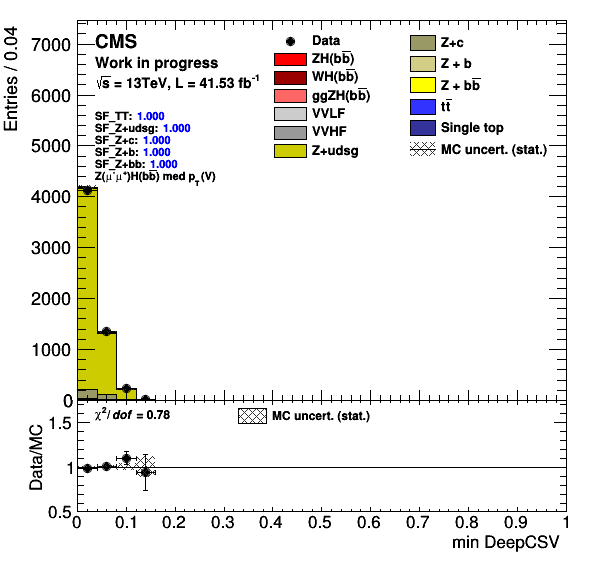 CMS
Work in progress
√s = 13TeV, L = 41.53 fb⁻¹
SF_TT: 1.000
SF_Z+udsg: 1.000
SF_Z+c: 1.000
SF_Z+b: 1.000
SF_Z+bb: 1.000
Z(μ⁻μ⁺)H(bb̅) med p_T(V)
Data
ZH(bb̅)
WH(bb̅)
ggZH(bb̅)
VVLF
VVHF
Z+udsg
Z+c
Z + b
Z + bb̅
tt̅
Single top
MC uncert. (stat.)
Entries / 0.04
7000
6000
5000
4000
3000
2000
1000
0
χ²/dof = 0.78
MC uncert. (stat.)
Data/MC
1.5
1
0.5
0 0.1 0.2 0.3 0.4 0.5 0.6 0.7 0.8 0.9 1
min DeepCSV